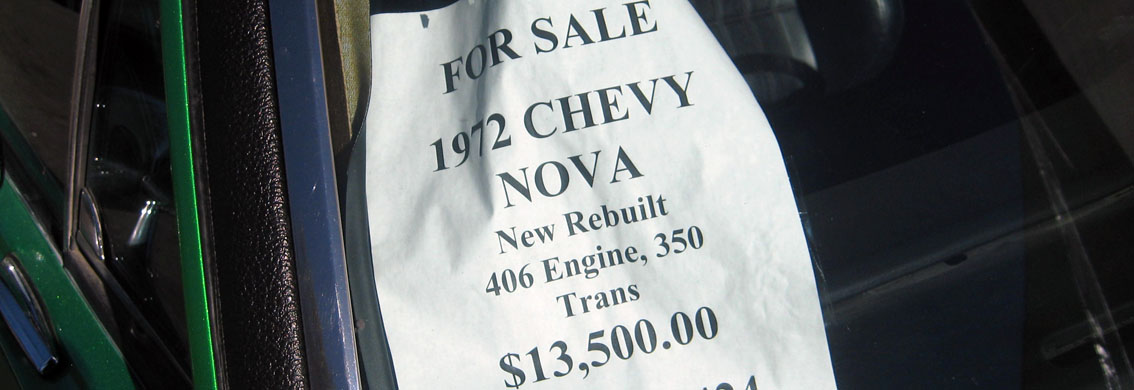 FOR SALE
1972 CHEVY
NOVA
New Rebuilt
406 Engine, 350
Trans
$13,500.00